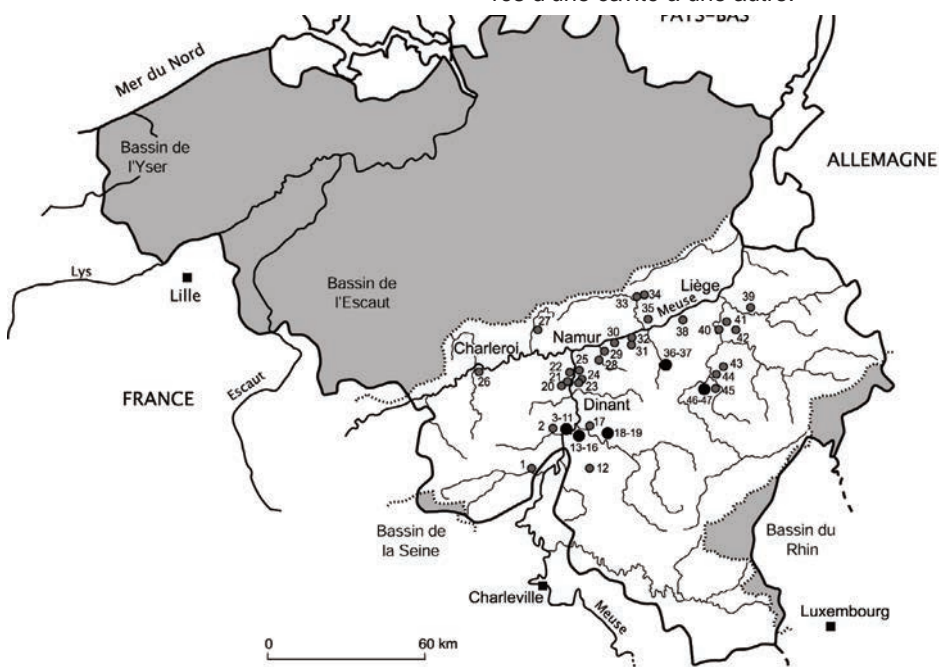 PAYS-BAS
Mer du Nord
Bassin de
l'Yser
ALLEMAGNE
Lys
Lille
Bassin de
l'Escaut
Liège
Meuse
Namur
Charleroi
FRANCE
Escaut
Dinant
33
34
35
39
41
40
42
38
27
30
32
31
29
28
36-37
26
22
25
21
24
20
23
43
44
45
46-47
3-11
2
17
18-19
13-16
1
12
Bassin de
la Seine
Bassin du
Rhin
Charleville
Meuse
Luxembourg
0
60 km